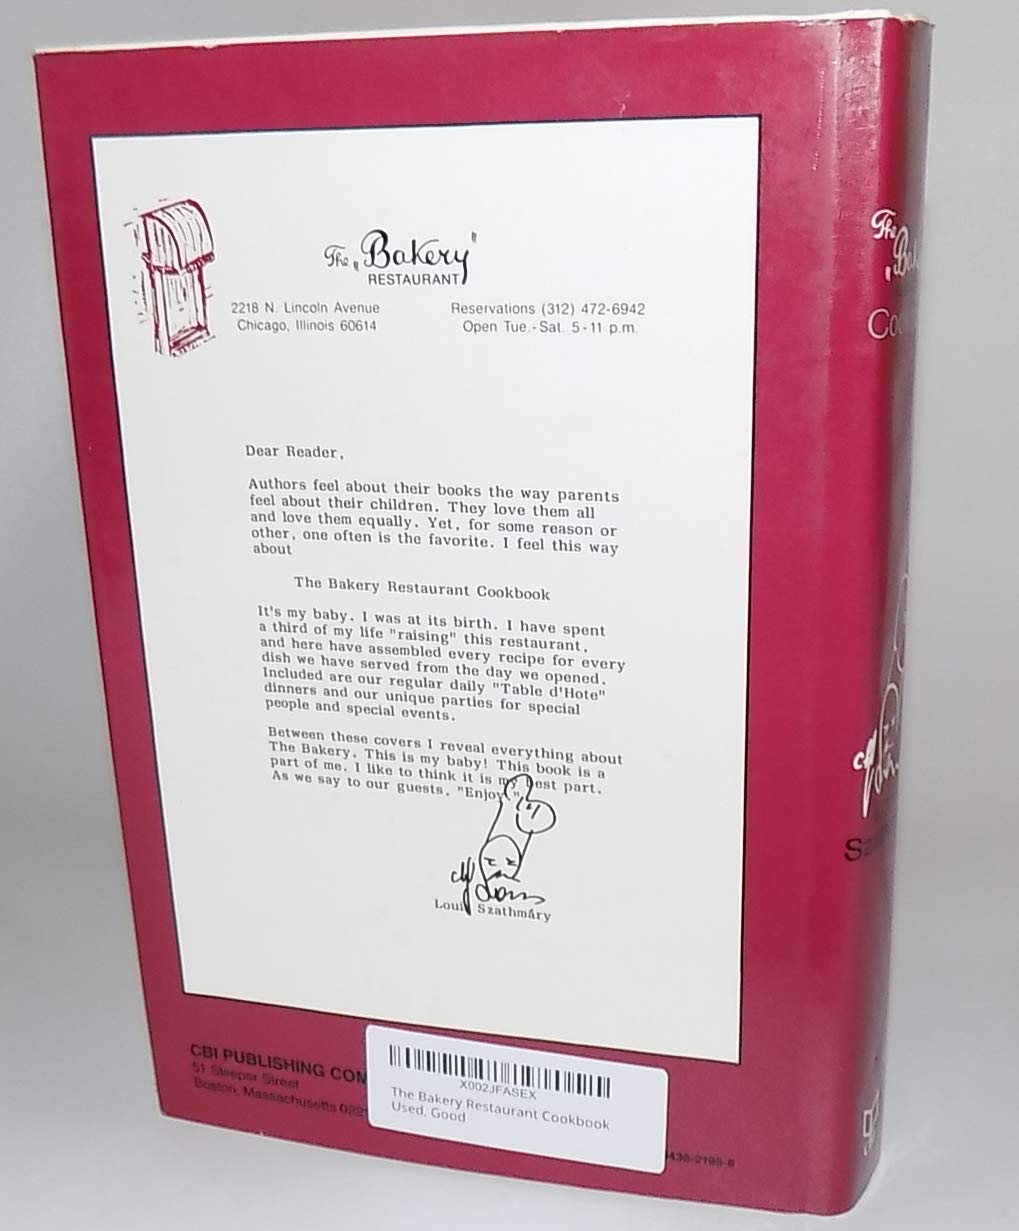 The „Bakery"
RESTAURANT
2218 N. Lincoln Avenue
Chicago, Illinois 60614
Reservations (312) 472-6942
Open Tue.-Sat. 5-11 p.m.
Dear Reader,
Authors feel about their books the way parents
feel about their children. They love them all
and love them equally. Yet, for some reason or
other, one often is the favorite. I feel this way
about
The Bakery Restaurant Cookbook
It's my baby. I was at its birth. I have spent
a third of my life "raising" this restaurant,
and here have assembled every recipe for every
dish we have served from the day we opened.
Included are our regular daily "Table d'Hote"
dinners and our unique parties for special
people and special events.
Between these covers I reveal everything about
The Bakery. This is my baby! This book is a
part of me. I like to think it is my best part.
As we say to our guests, "Enjoy!"
Chef Louis
Louis Szathmáry
CBI PUBLISHING COM
51 Sleeper Street
Boston, Massachusetts 022
X002JFASEX
The Bakery Restaurant Cookbook
Used, Good
The